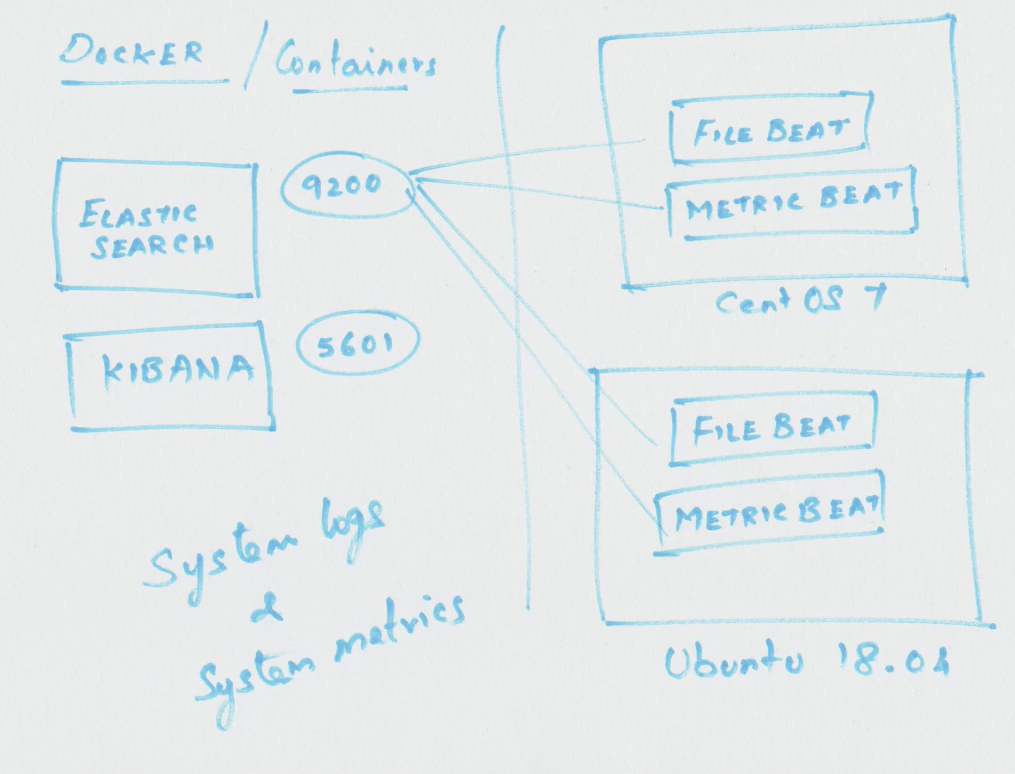 DOCKER / Containers
ELASTIC
SEARCH
9200
KIBANA
5601
System logs
&
System metrics
FILE BEAT
METRIC BEAT
Cent OS 7
FILE BEAT
METRIC BEAT
Ubuntu 18.04